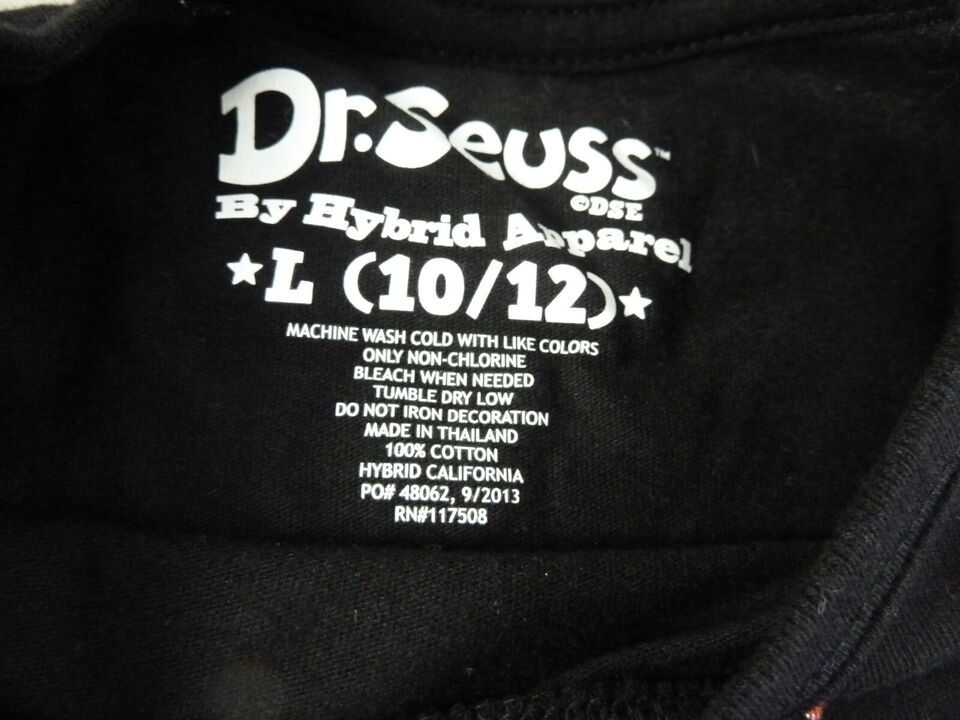 Dr. Seuss™
©DSE
By Hybrid Apparel
★L (10/12)★
MACHINE WASH COLD WITH LIKE COLORS
ONLY NON-CHLORINE
BLEACH WHEN NEEDED
TUMBLE DRY LOW
DO NOT IRON DECORATION
MADE IN THAILAND
100% COTTON
HYBRID CALIFORNIA
PO# 48062, 9/2013
RN#117508